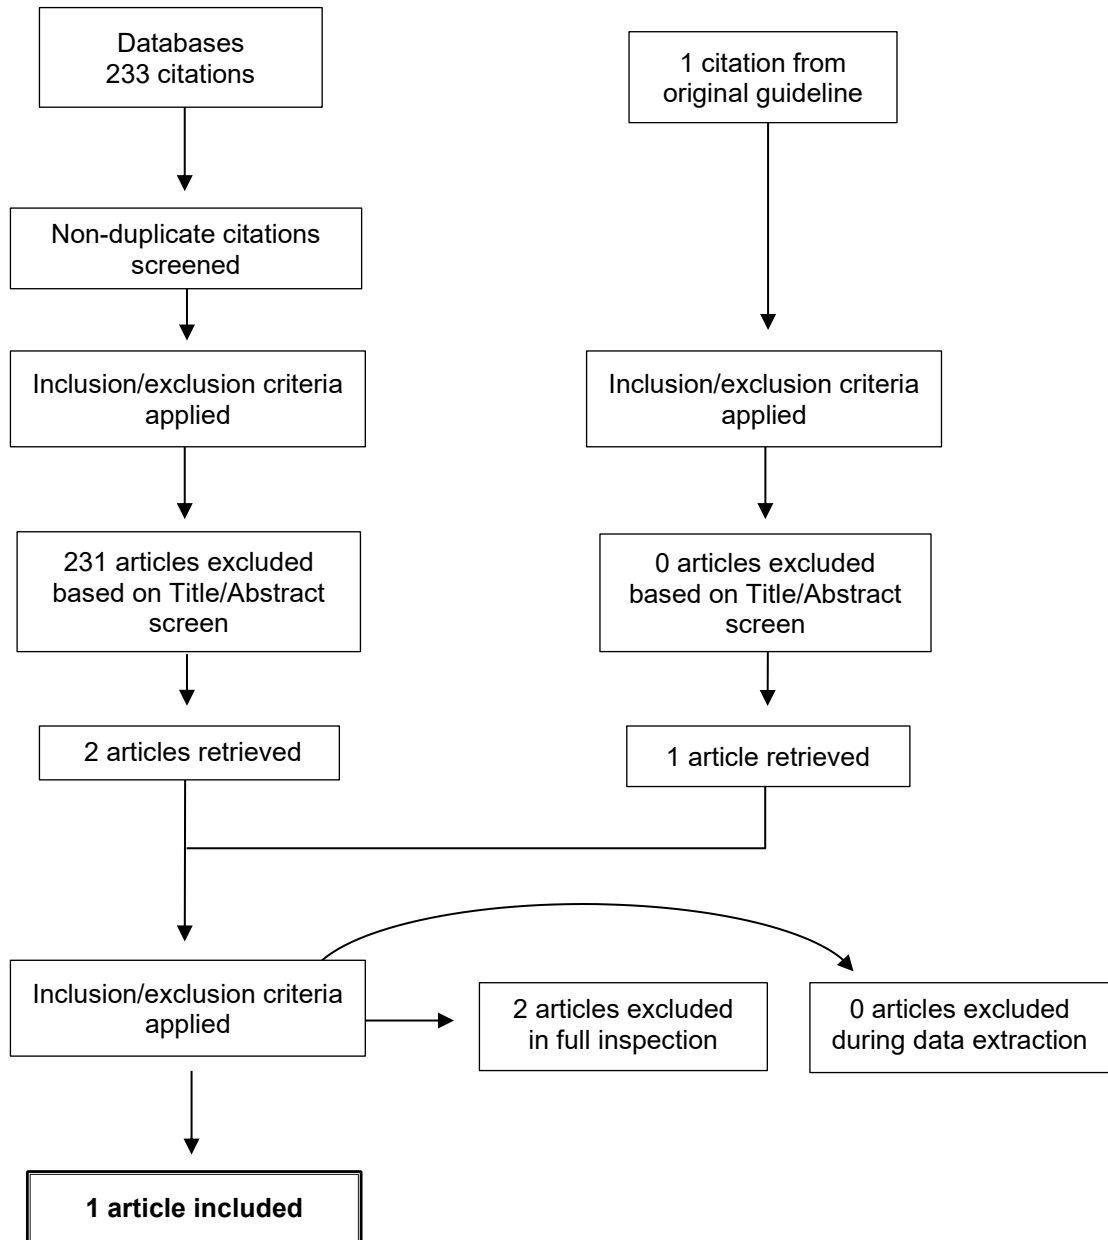 Databases
233 citations
1 citation from
original guideline
Non-duplicate citations
screened
Inclusion/exclusion criteria
applied
Inclusion/exclusion criteria
applied
231 articles excluded
based on Title/Abstract
screen
0 articles excluded
based on Title/Abstract
screen
2 articles retrieved
1 article retrieved
Inclusion/exclusion criteria
applied
2 articles excluded
in full inspection
0 articles excluded
during data extraction
1 article included